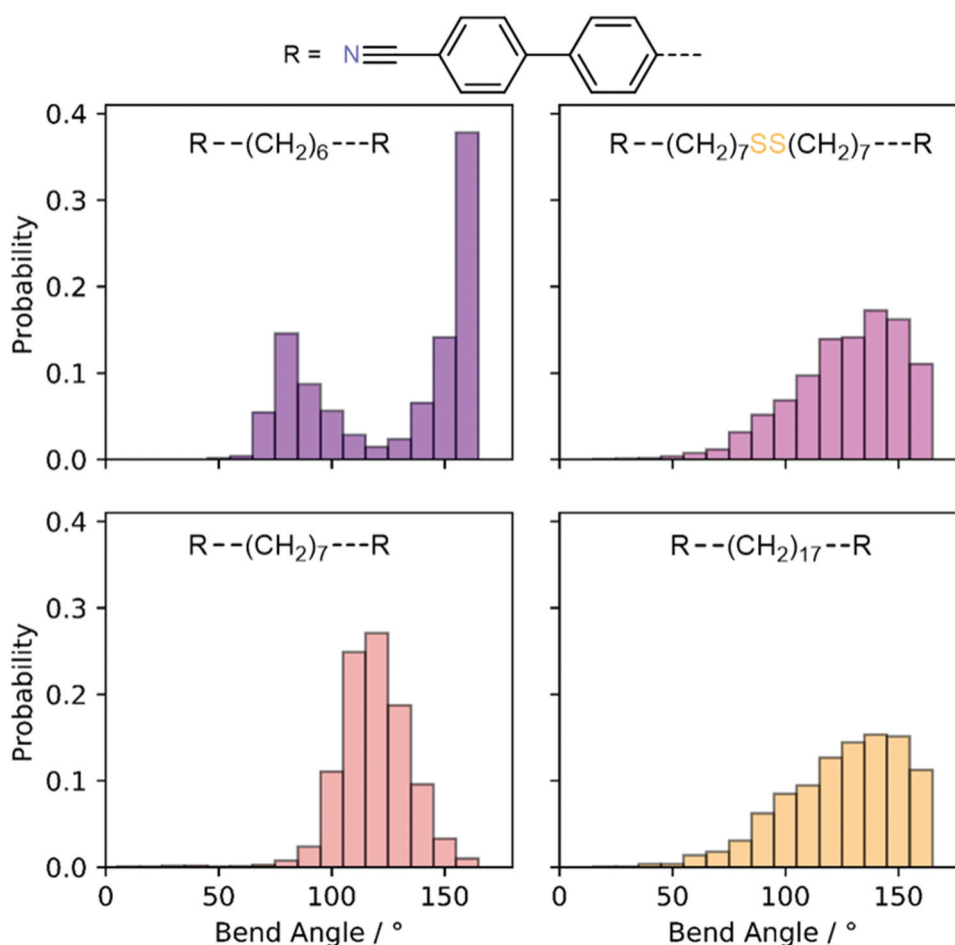 R = N
R--(CH₂)₆---R
R--(CH₂)₇SS(CH₂)₇---R
0.4
0.3
0.2
0.1
0.0
Probability
R--(CH₂)₇---R
R--(CH₂)₁₇--R
0.4
0.3
0.2
0.1
0.0
Probability
0
50
100
150
0
50
100
150
Bend Angle / °
Bend Angle / °